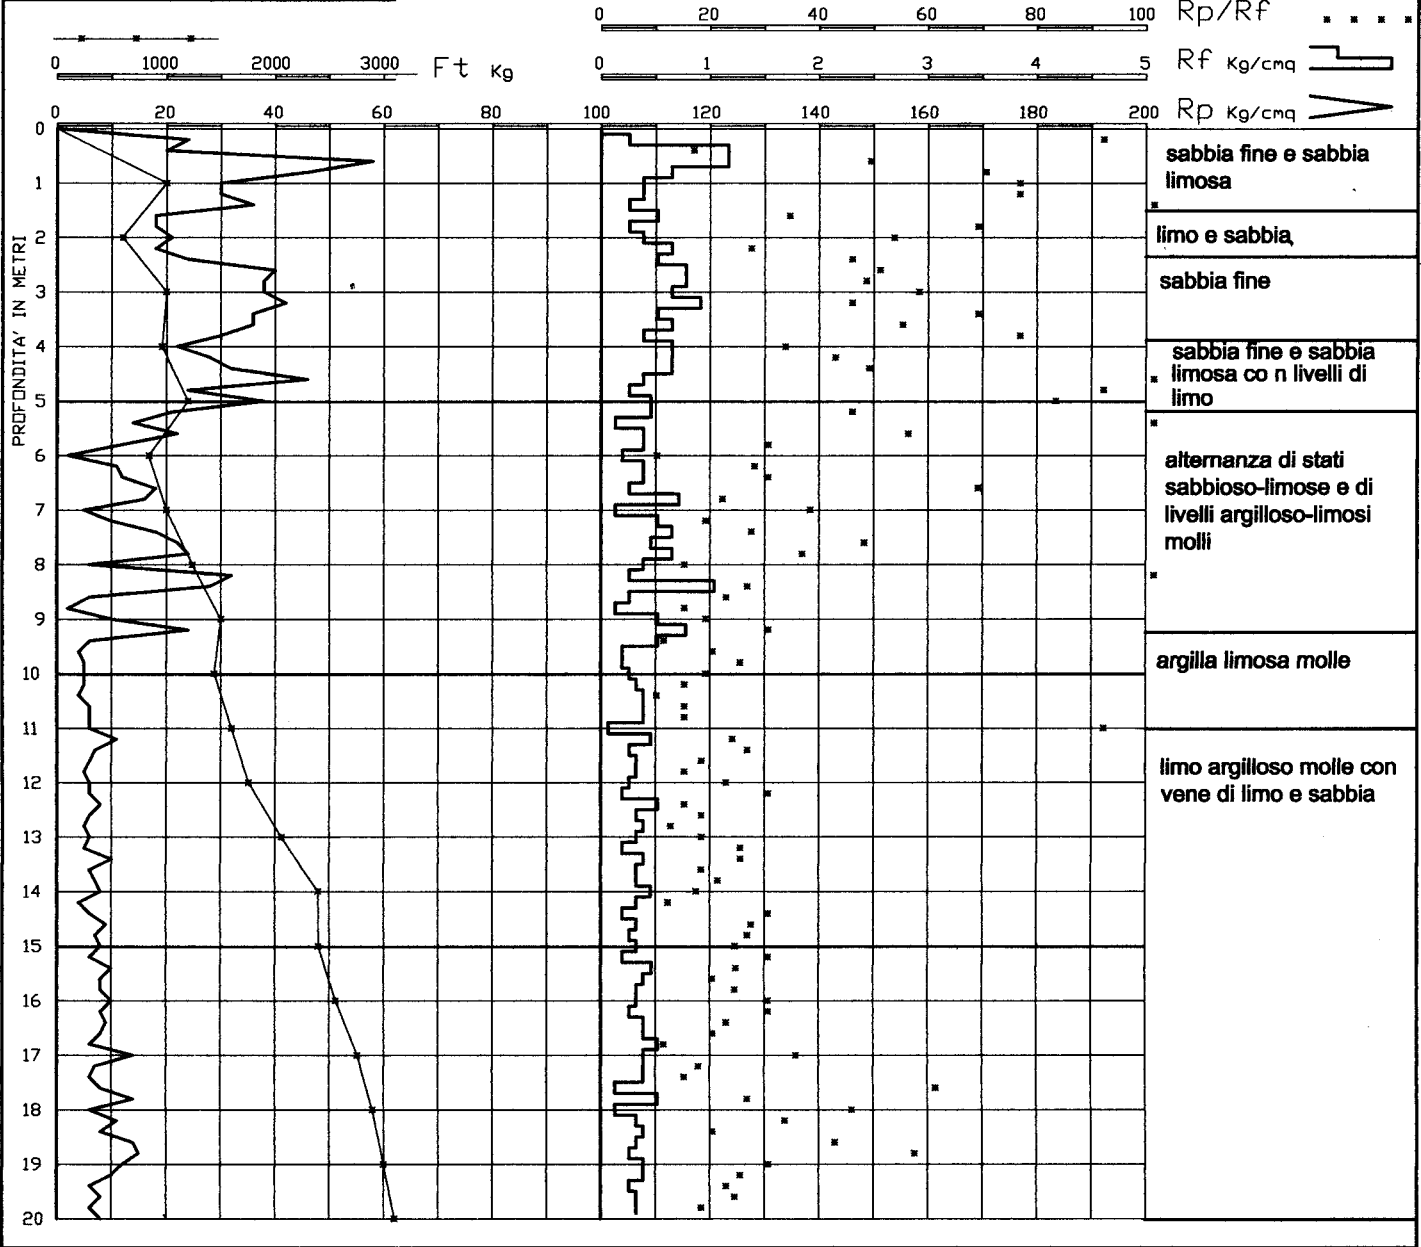 0 20 40 60 80 100 Rp/Rf
0 1000 2000 3000 Ft Kg 0 1 2 3 4 5 Rf Kg/cmq
0 20 40 60 80 100 120 140 160 180 200 Rp Kg/cmq
PROFONDITA' IN METRI
0
1
2
3
4
5
6
7
8
9
10
11
12
13
14
15
16
17
18
19
20
sabbia fine e sabbia
limosa
limo e sabbia
sabbia fine
sabbia fine e sabbia
limosa co n livelli di
limo
alternanza di stati
sabbioso-limose e di
livelli argilloso-limosi
molli
argilla limosa molle
limo argilloso molle con
vene di limo e sabbia